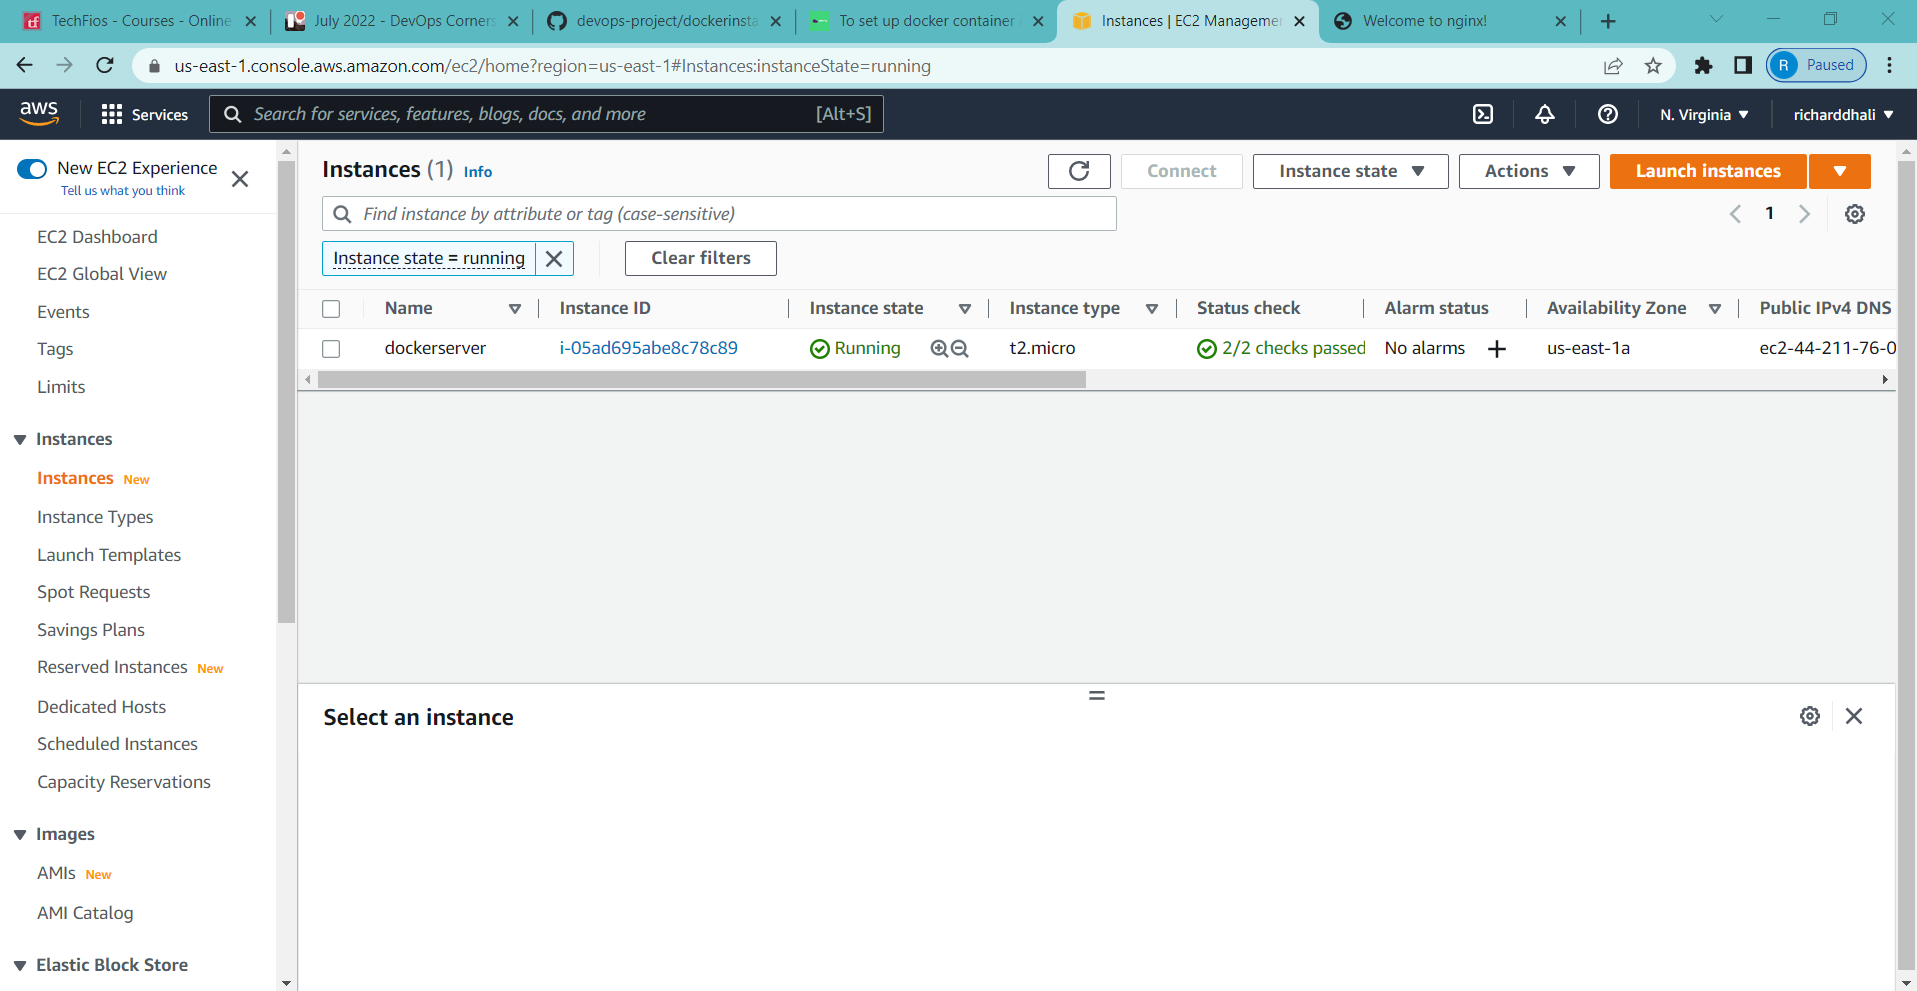 TechFios - Courses - Online
July 2022 - DevOps Corners
devops-project/dockerinsta
To set up docker container
Instances | EC2 Managemen
Welcome to nginx!
us-east-1.console.aws.amazon.com/ec2/home?region=us-east-1#Instances:instanceState=running
R Paused
aws
Services
Search for services, features, blogs, docs, and more [Alt+S]
N. Virginia
richarddhali
New EC2 Experience
Tell us what you think
EC2 Dashboard
EC2 Global View
Events
Tags
Limits
Instances
Instances New
Instance Types
Launch Templates
Spot Requests
Savings Plans
Reserved Instances New
Dedicated Hosts
Scheduled Instances
Capacity Reservations
Images
AMIs New
AMI Catalog
Elastic Block Store
Instances (1) Info
Connect
Instance state
Actions
Launch instances
Find instance by attribute or tag (case-sensitive)
1
Instance state = running
Clear filters
Name Instance ID Instance state Instance type Status check Alarm status Availability Zone Public IPv4 DNS
dockerserver i-05ad695abe8c78c89 Running t2.micro 2/2 checks passed No alarms us-east-1a ec2-44-211-76-0
Select an instance